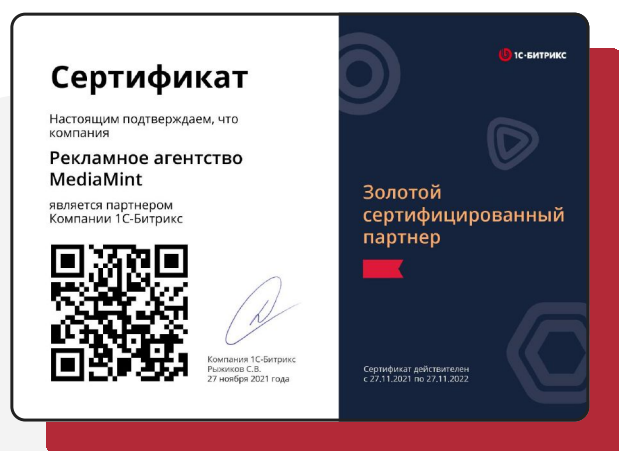 Сертификат
Настоящим подтверждаем, что
компания
Рекламное агентство
MediaMint
является партнером
Компании 1С-Битрикс
Компания 1С-Битрикс
Рыжиков С.В.
27 ноября 2021 года
1С-БИТРИКС
Золотой
сертифицированный
партнер
Сертификат действителен
с 27.11.2021 по 27.11.2022